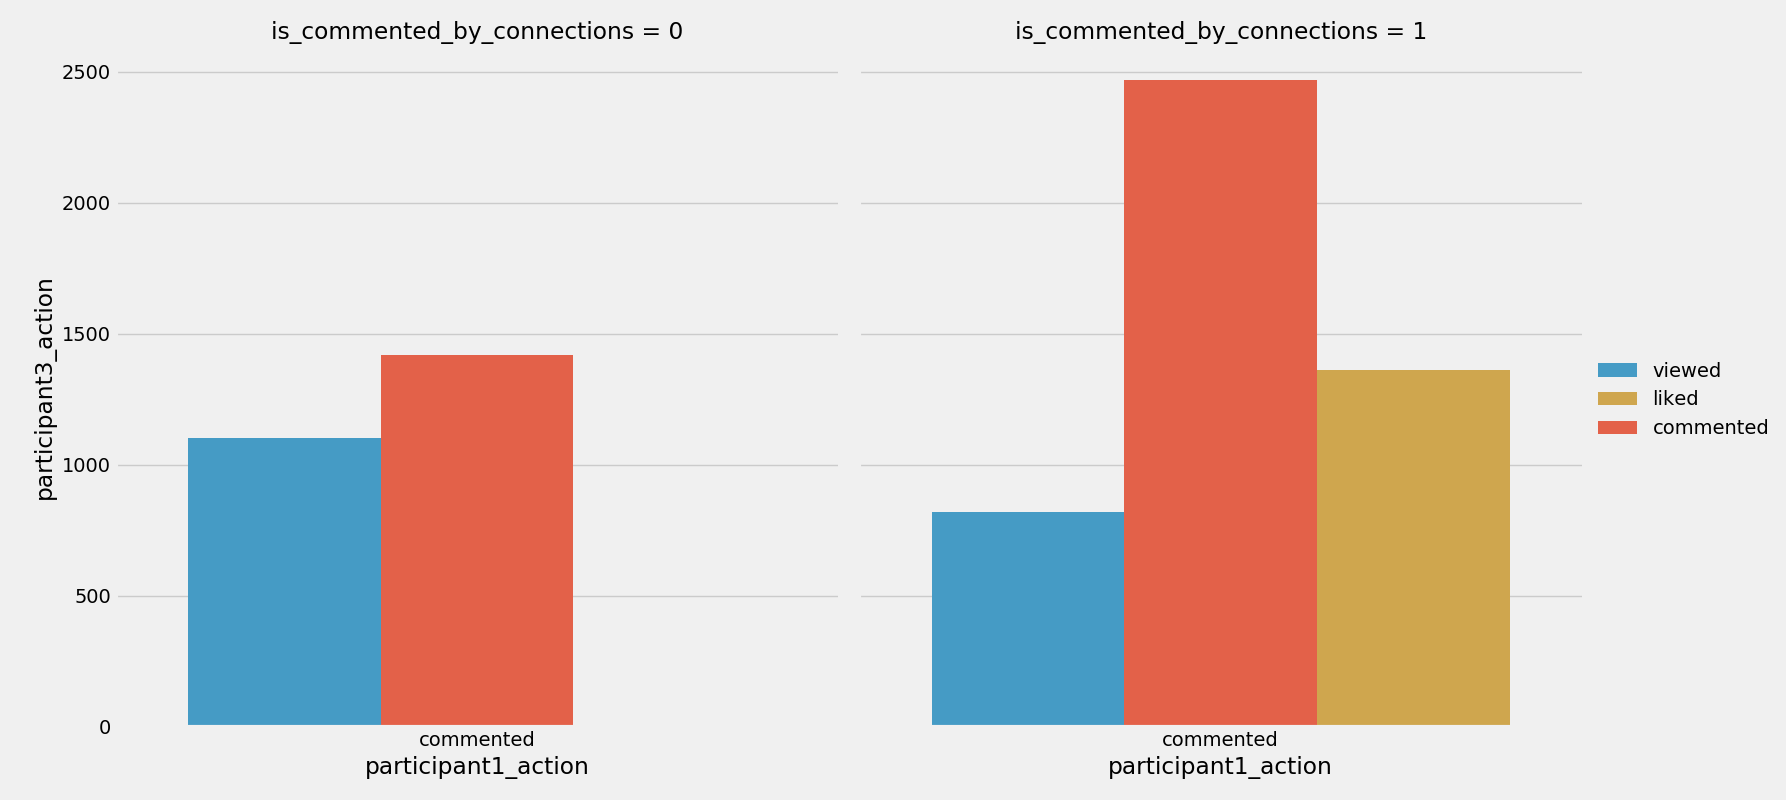 is_commented_by_connections = 0
is_commented_by_connections = 1
participant3_action
2500
2000
1500
1000
500
0
commented
commented
participant1_action
participant1_action
viewed
liked
commented